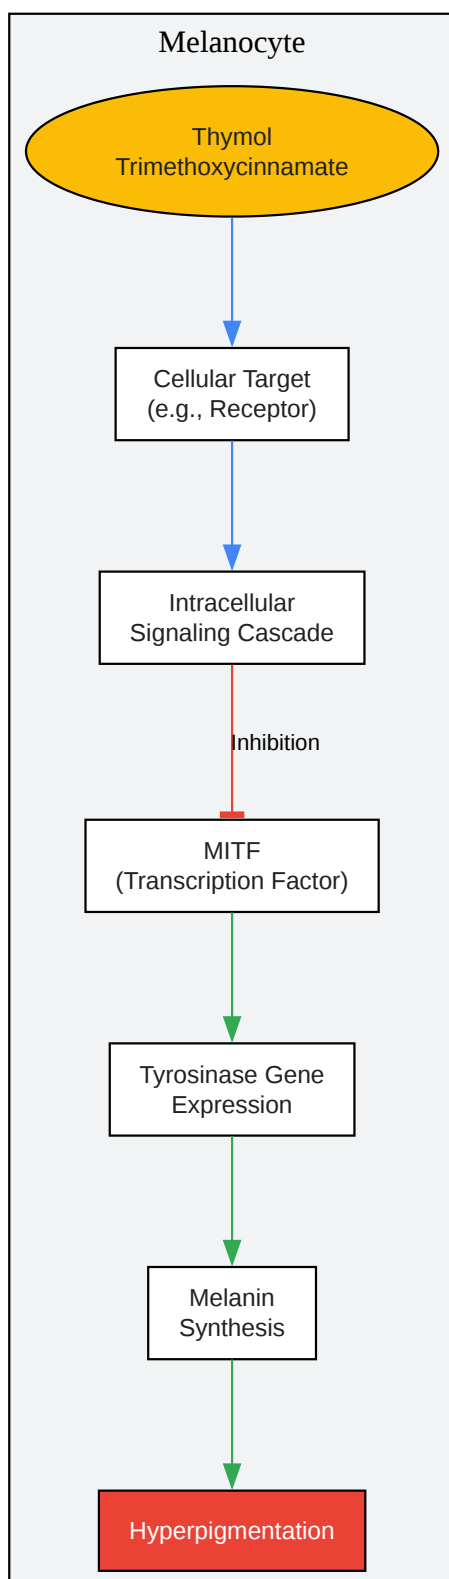 Melanocyte
Thymol
Trimethoxycinnamate
Cellular Target
(e.g., Receptor)
Intracellular
Signaling Cascade
Inhibition
MITF
(Transcription Factor)
Tyrosinase Gene
Expression
Melanin
Synthesis
Hyperpigmentation